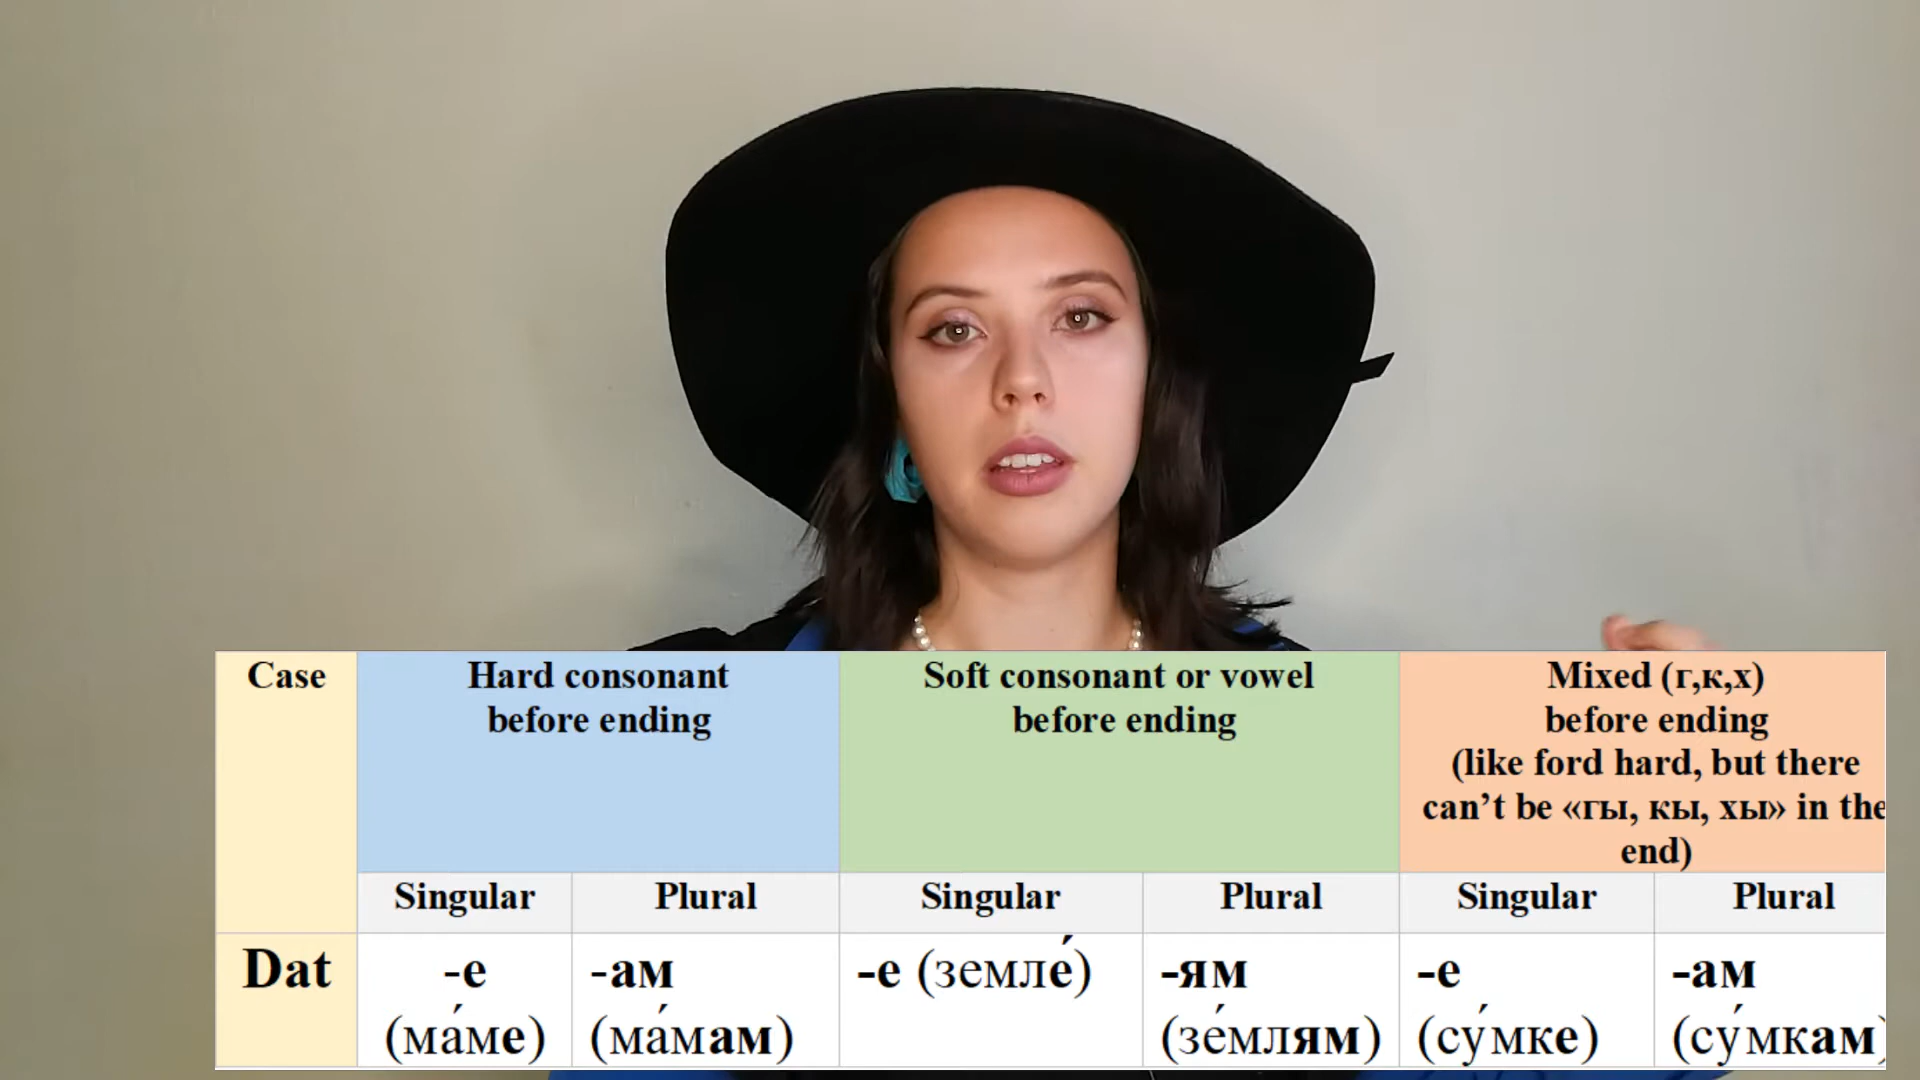 Case
Hard consonant
before ending
Soft consonant or vowel
before ending
Mixed (г,к,х)
before ending
(like ford hard, but there
can’t be «гы, кы, хы» in the
end)
Singular
Plural
Singular
Plural
Singular
Plural
Dat
-е
(ма́ме)
-ам
(ма́мам)
-е (земле́)
-ям
(зе́млям)
-е
(су́мке)
-ам
(су́мкам)